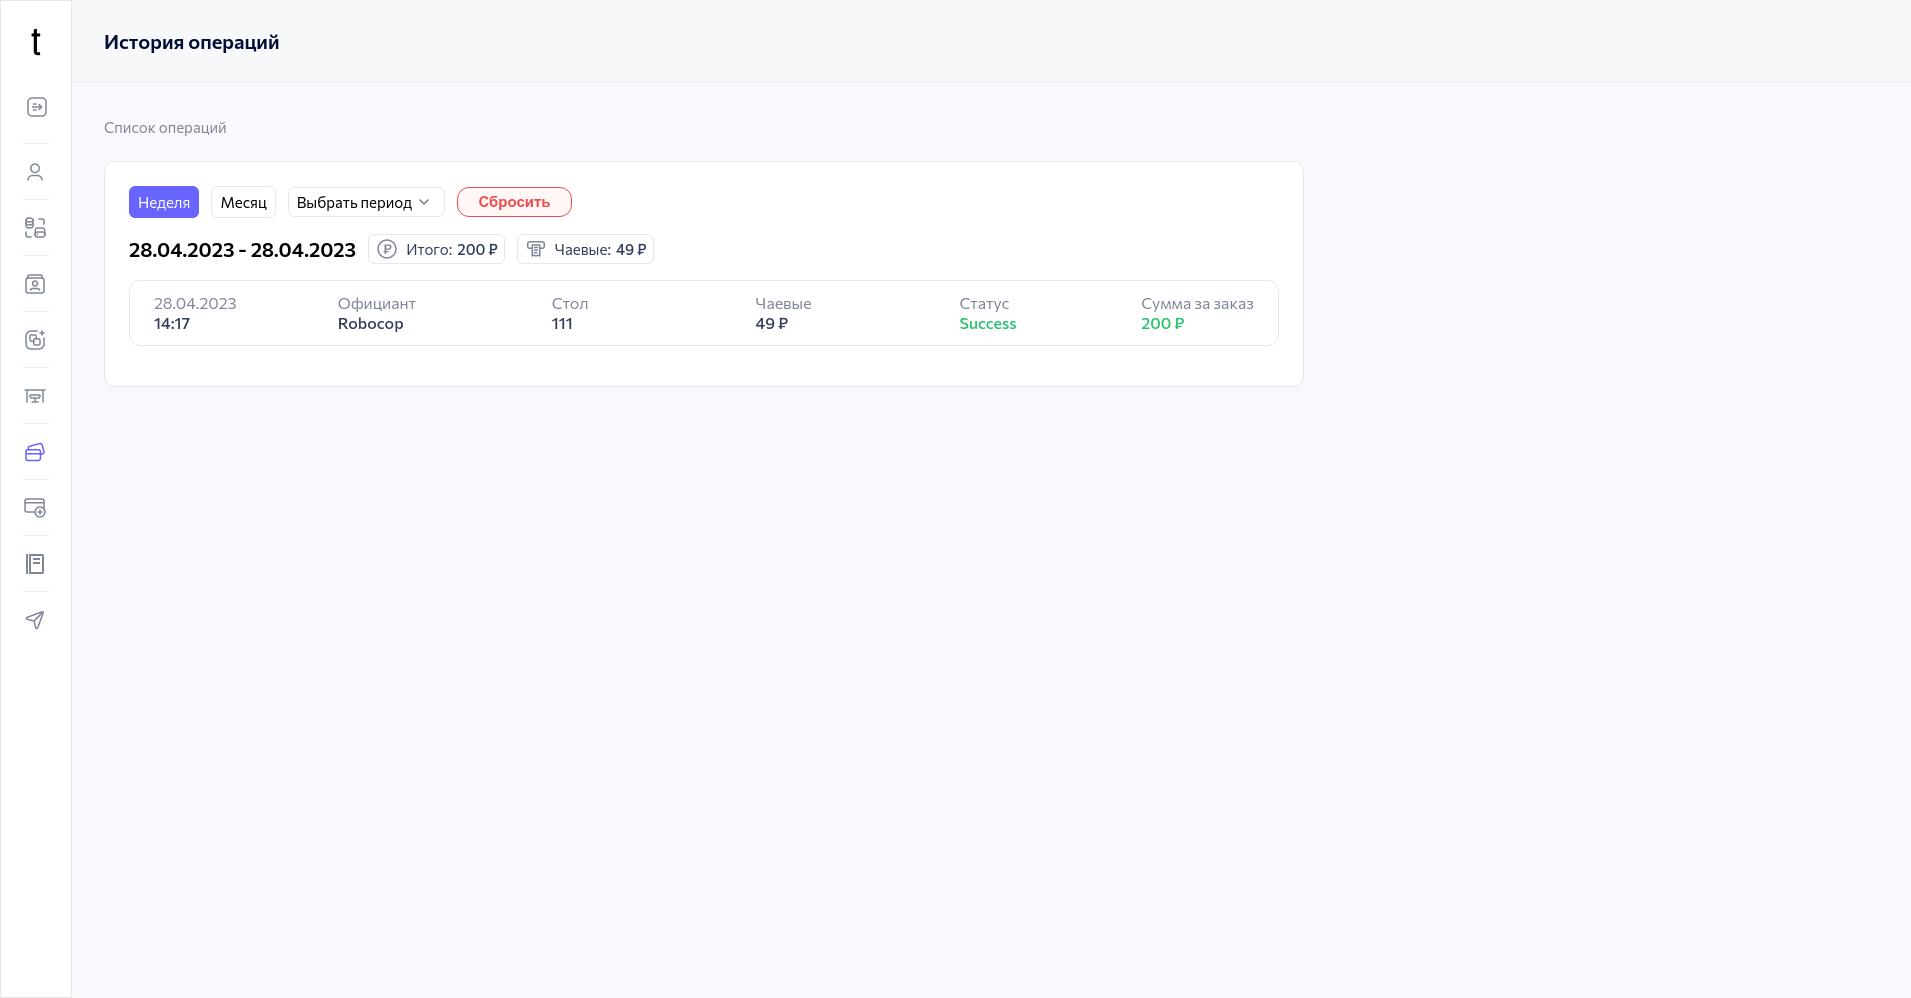 t
История операций
Список операций
Неделя Месяц Выбрать период Сбросить
28.04.2023 - 28.04.2023 Итого: 200 ₽ Чаевые: 49 ₽
28.04.2023 Официант Стол Чаевые Статус Сумма за заказ
14:17 Robocop 111 49 ₽ Success 200 ₽